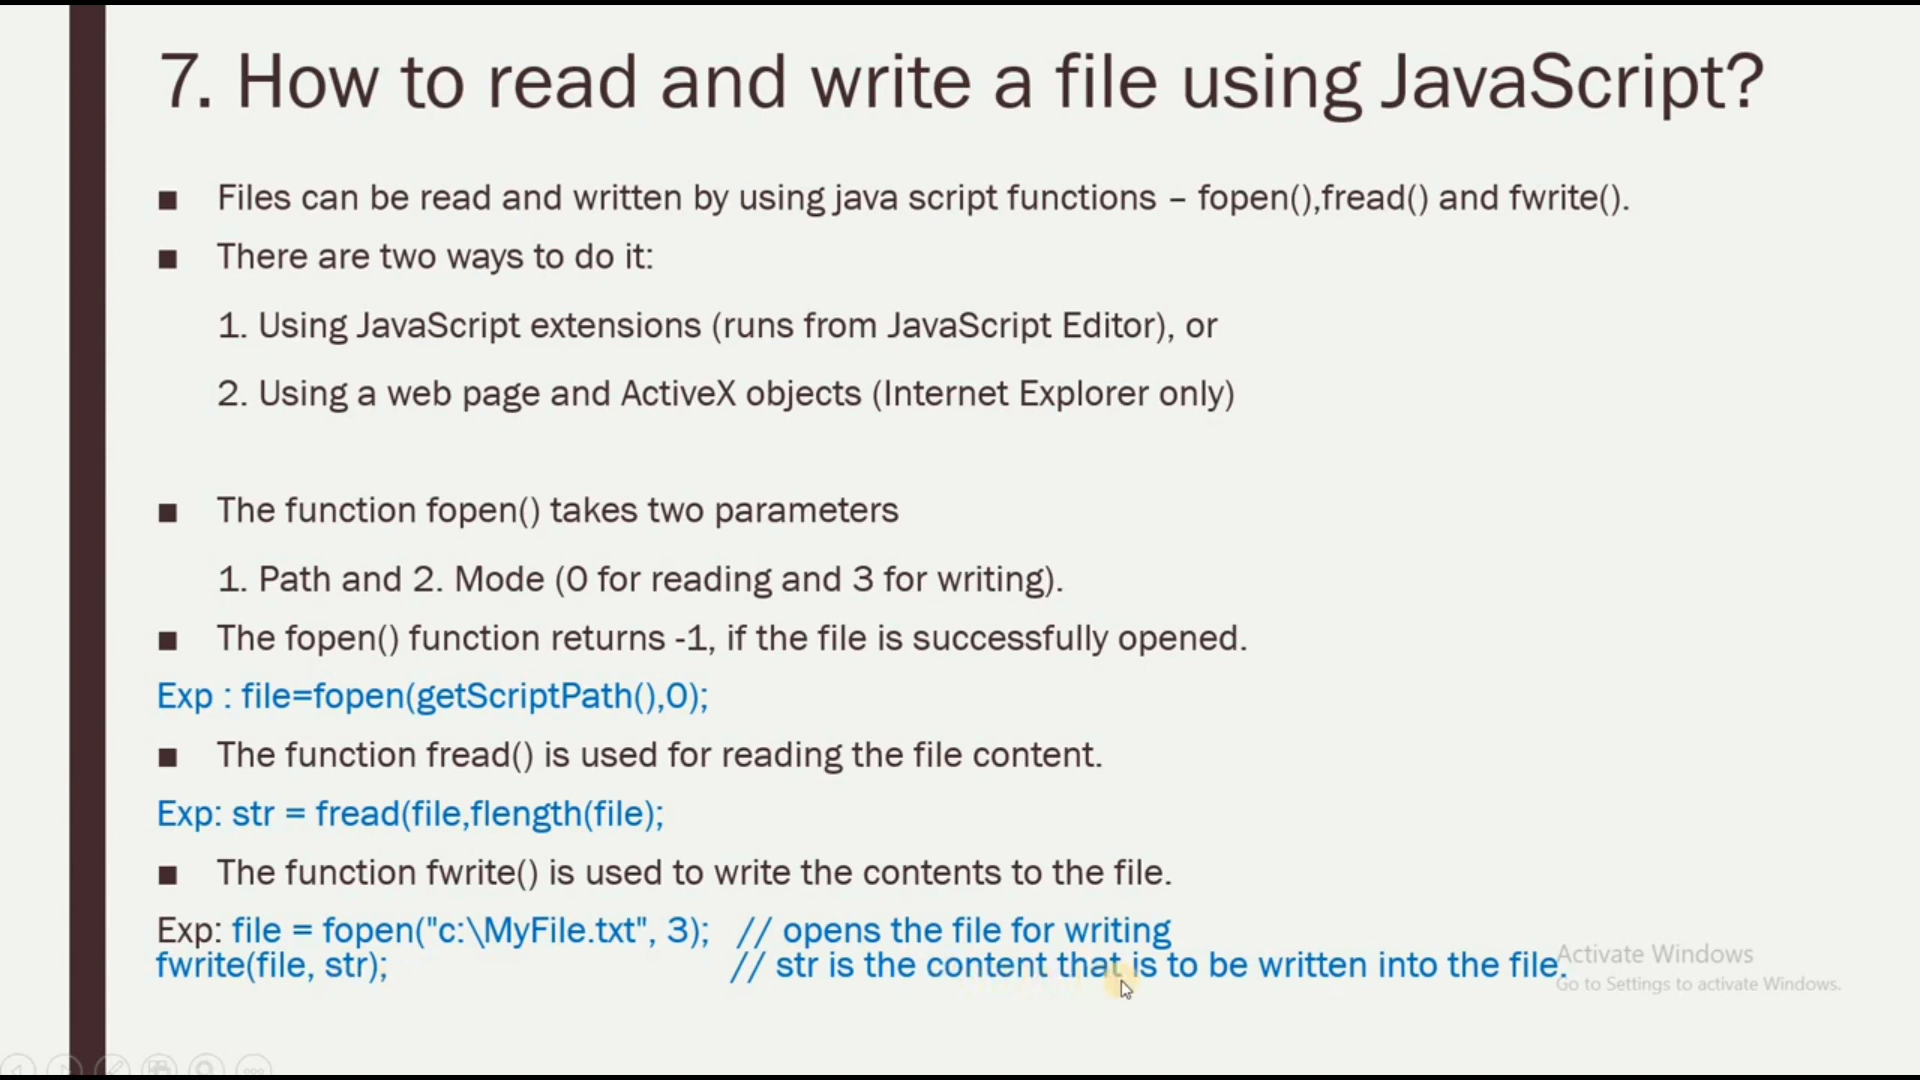 7. How to read and write a file using JavaScript?
■ Files can be read and written by using java script functions – fopen(),fread() and fwrite().
■ There are two ways to do it:
1. Using JavaScript extensions (runs from JavaScript Editor), or
2. Using a web page and ActiveX objects (Internet Explorer only)
■ The function fopen() takes two parameters
1. Path and 2. Mode (0 for reading and 3 for writing).
■ The fopen() function returns -1, if the file is successfully opened.
Exp : file=fopen(getScriptPath(),0);
■ The function fread() is used for reading the file content.
Exp: str = fread(file,flength(file);
■ The function fwrite() is used to write the contents to the file.
Exp: file = fopen("c:\MyFile.txt", 3); // opens the file for writing
fwrite(file, str); // str is the content that is to be written into the file.
Activate Windows
Go to Settings to activate Windows.